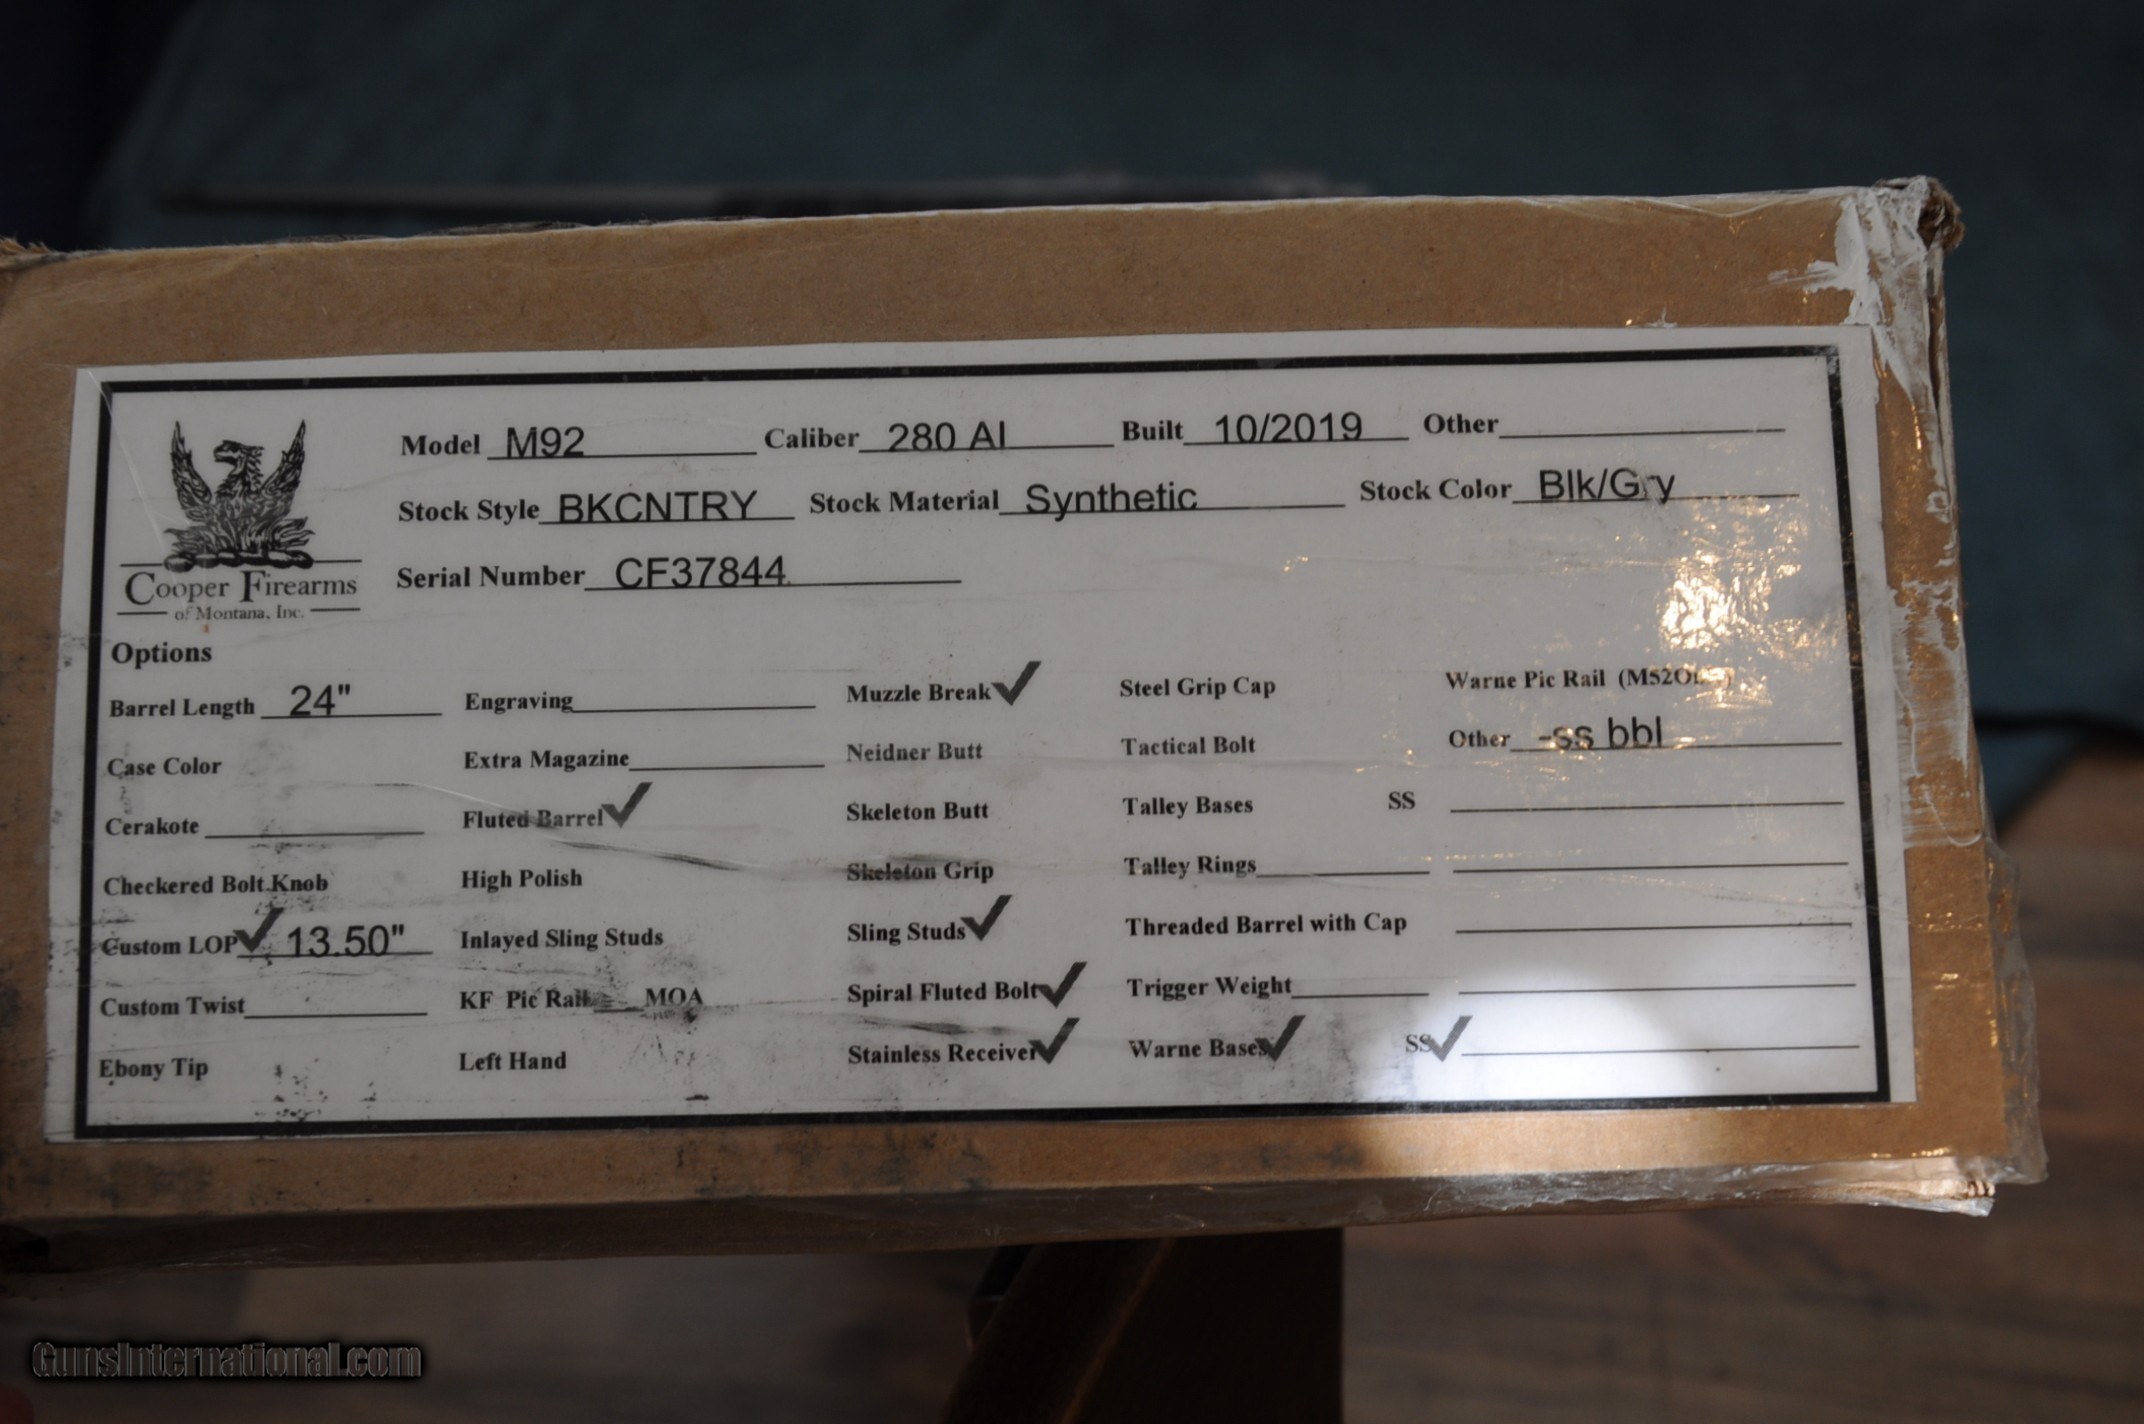 Model M92 Caliber 280 AI Built 10/2019 Other
Stock Style BKCNTRY Stock Material Synthetic Stock Color Blk/Gry
Serial Number CF37844
Cooper Firearms
of Montana, Inc.
Options
Barrel Length 24" Engraving Muzzle Break ✓ Steel Grip Cap Warne Pic Rail
Case Color Extra Magazine Neidner Butt Tactical Bolt Other -ss bbl
Cerakote Fluted Barrel ✓ Skeleton Butt Talley Bases SS
Checkered Bolt Knob High Polish Skeleton Grip Talley Rings
Custom LOP ✓ 13.50" Inlayed Sling Studs Sling Studs ✓ Threaded Barrel with Cap
Custom Twist KF Pic Rail MOA Spiral Fluted Bolt ✓ Trigger Weight
Ebony Tip Left Hand Stainless Receiver ✓ Warne Bases ✓ SS ✓
GunsInternational.com